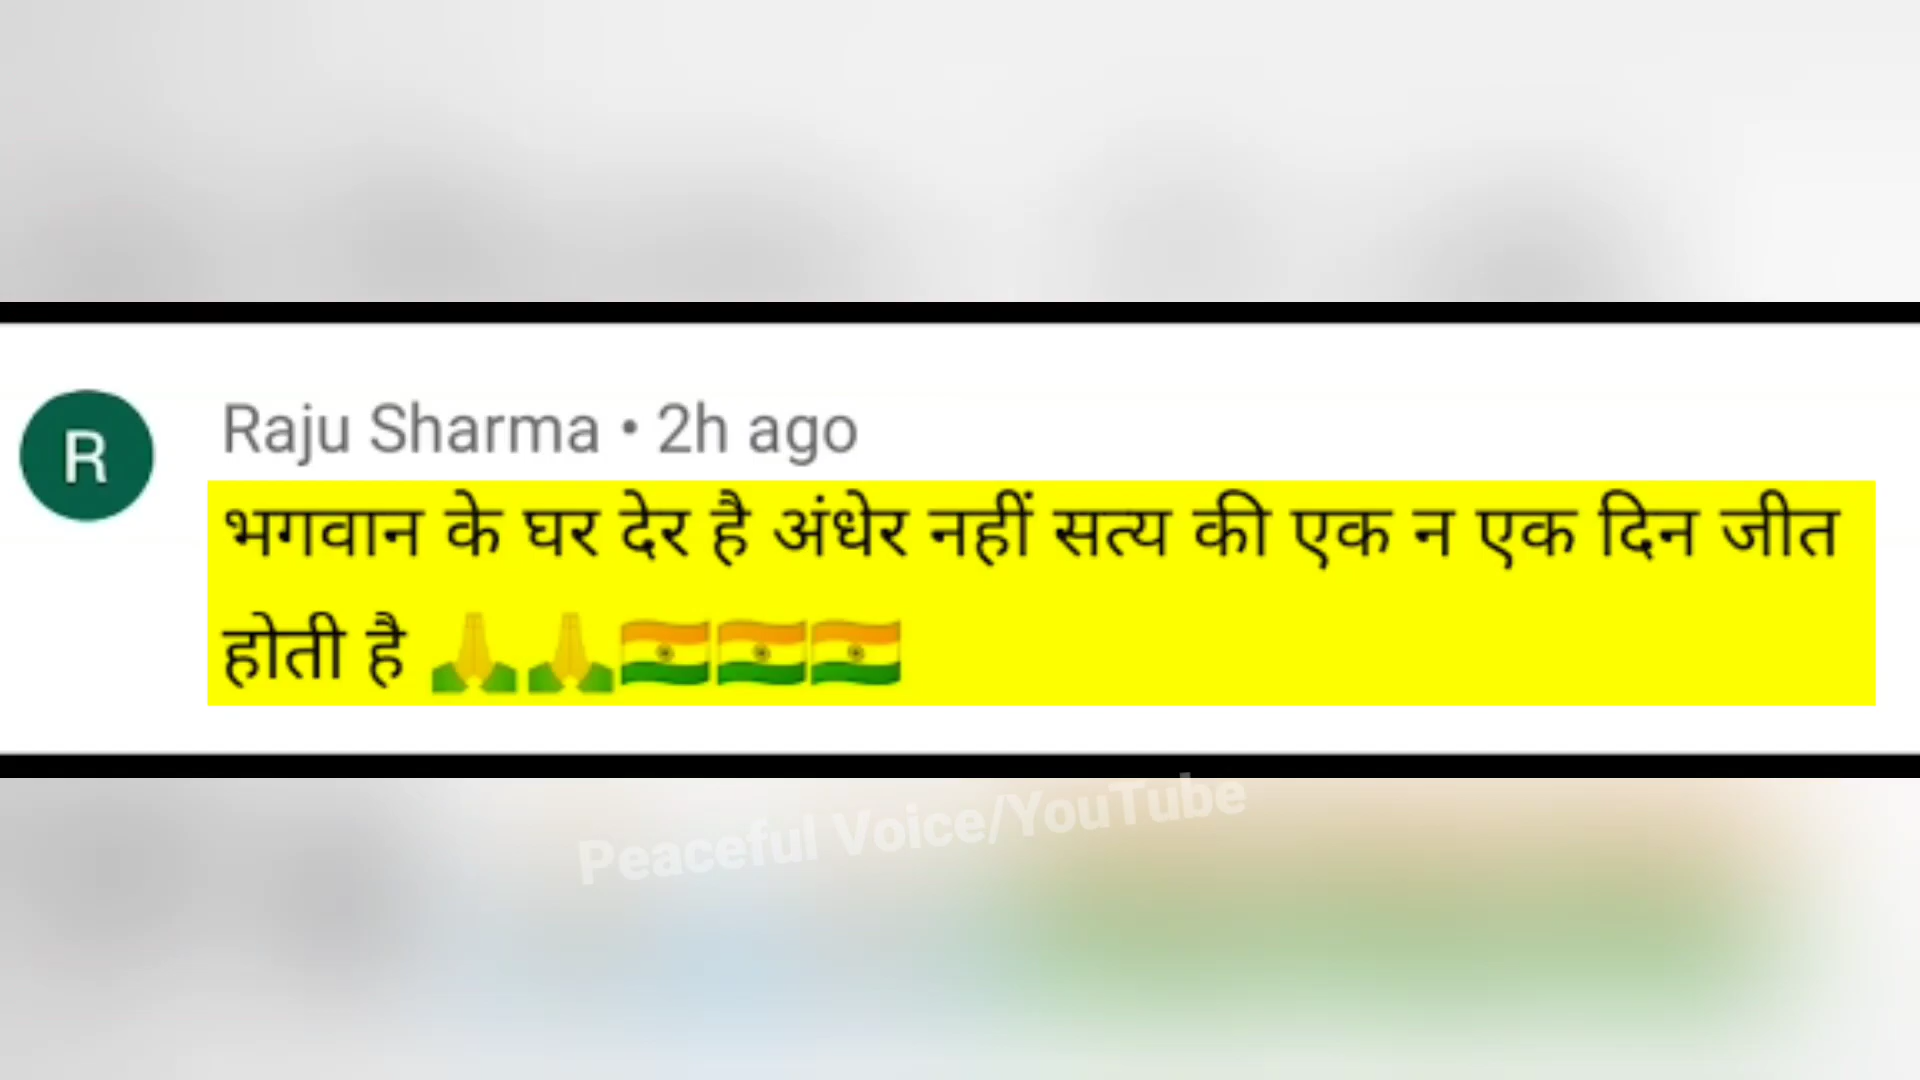 R
Raju Sharma • 2h ago
भगवान के घर देर है अंधेर नहीं सत्य की एक न एक दिन जीत
होती है 🙏🙏🇮🇳🇮🇳🇮🇳
Peaceful Voice/YouTube